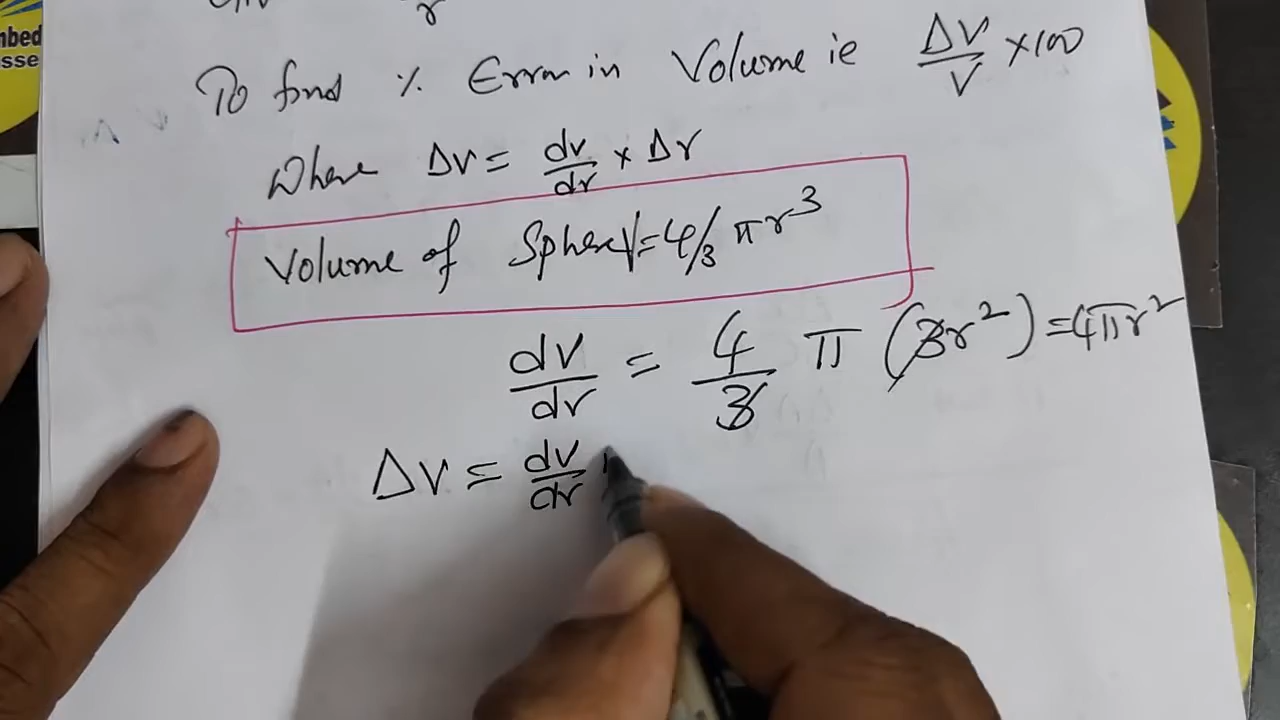 To find % Error in Volume ie ΔV/V ×100
Where ΔV = dv/dr × Δr
Volume of Sphere V=4/3 πr³
dV/dr = 4/3 π (3r²) = 4πr²
ΔV = dv/dr